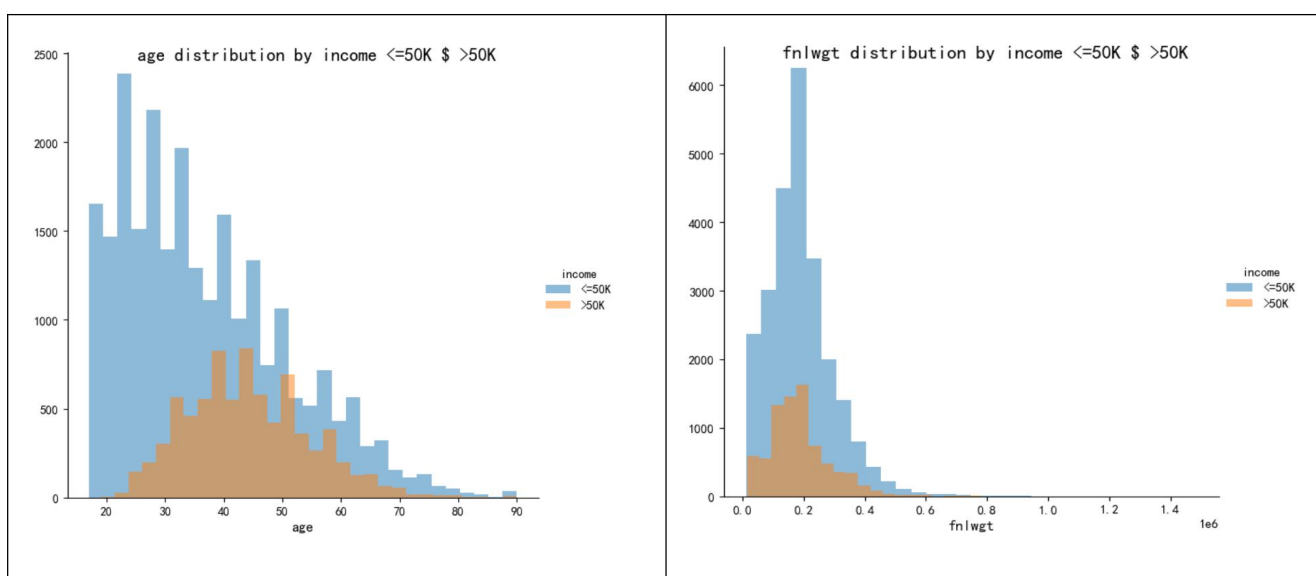 age distribution by income <=50K $ >50K
2500
2000
1500
1000
500
0
20 30 40 50 60 70 80 90
age
income
<=50K
>50K
fnlwgt distribution by income <=50K $ >50K
6000
5000
4000
3000
2000
1000
0
0.0 0.2 0.4 0.6 0.8 1.0 1.2 1.4
1e6
fnlwgt
income
<=50K
>50K